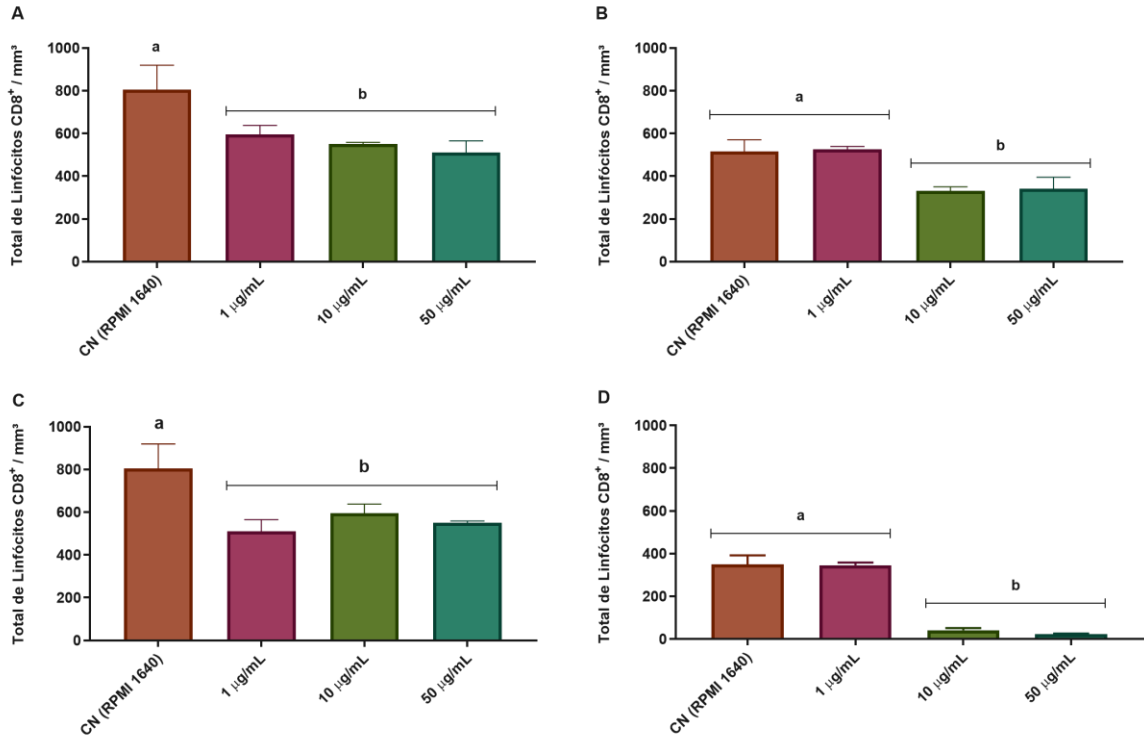 A
Total de Linfócitos CD8⁺ / mm³
1000
800
600
400
200
0
a
b
CN (RPMI 1640)
1 μg/mL
10 μg/mL
50 μg/mL
B
Total de Linfócitos CD8⁺ / mm³
1000
800
600
400
200
0
a
b
CN (RPMI 1640)
1 μg/mL
10 μg/mL
50 μg/mL
C
Total de Linfócitos CD8⁺ / mm³
1000
800
600
400
200
0
a
b
CN (RPMI 1640)
1 μg/mL
10 μg/mL
50 μg/mL
D
Total de Linfócitos CD8⁺ / mm³
1000
800
600
400
200
0
a
b
CN (RPMI 1640)
1 μg/mL
10 μg/mL
50 μg/mL